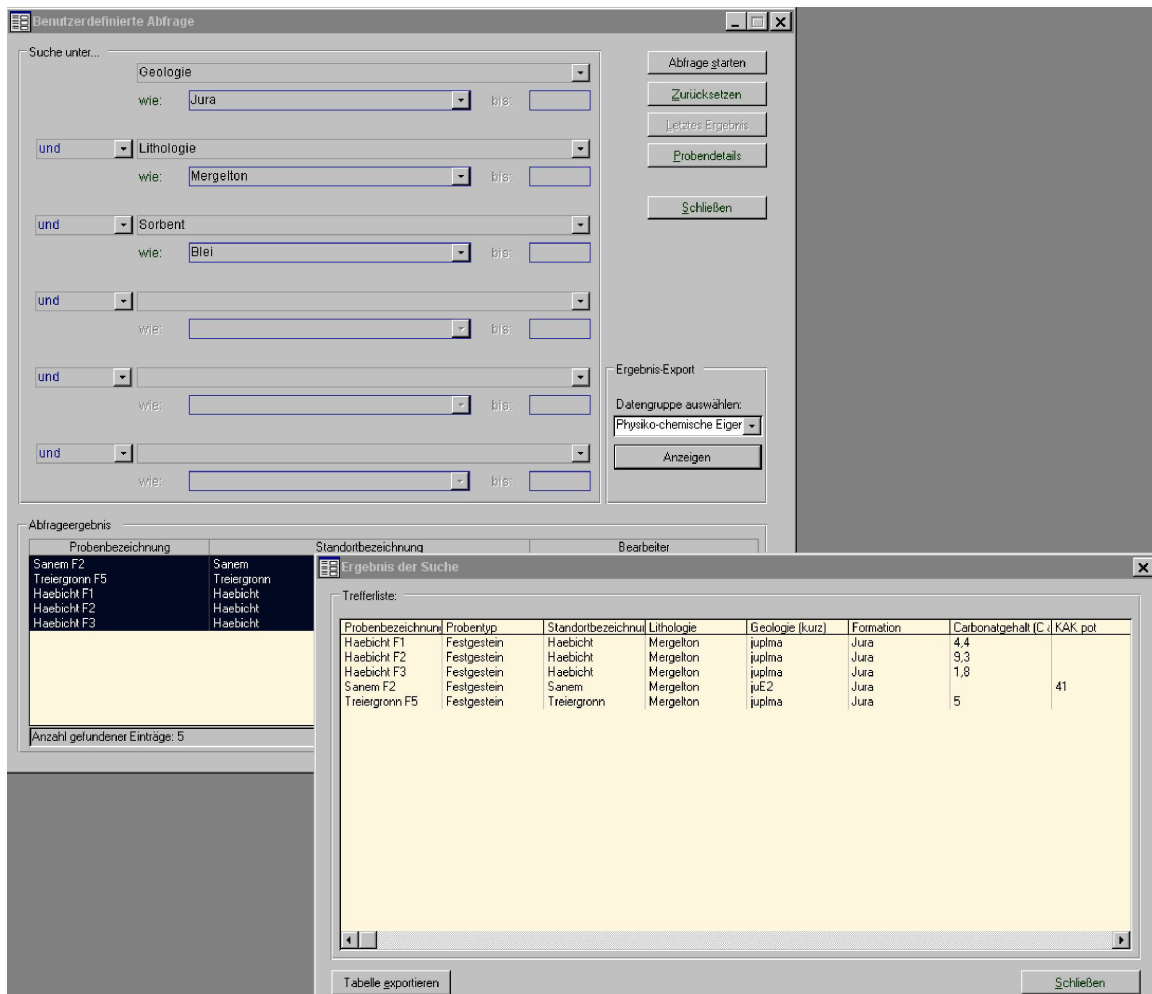 Benutzerdefinierte Abfrage
Suche unter...
Geologie
wie: Jura bis:
und Lithologie
wie: Mergelton bis:
und Sorbent
wie: Blei bis:
und
wie: bis:
und
wie: bis:
und
wie: bis:
Abfrage starten
Zurücksetzen
Letztes Ergebnis
Probendetails
Schließen
Ergebnis-Export
Datengruppe auswählen:
Physiko-chemische Eiger
Anzeigen
Abfrageergebnis
Probenbezeichnung Standortbezeichnung Bearbeiter
Sanem F2 Sanem
Treiergronn F5 Treiergronn
Haebicht F1 Haebicht
Haebicht F2 Haebicht
Haebicht F3 Haebicht
Anzahl gefundener Einträge: 5
Ergebnis der Suche
Trefferliste:
Probenbezeichnung Probentyp Standortbezeichnu Lithologie Geologie (kurz) Formation Carbonatgehalt (C KAK pot
Haebicht F1 Festgestein Haebicht Mergelton juplma Jura 4,4
Haebicht F2 Festgestein Haebicht Mergelton juplma Jura 9,3
Haebicht F3 Festgestein Haebicht Mergelton juplma Jura 1,8
Sanem F2 Festgestein Sanem Mergelton juE2 Jura 41
Treiergronn F5 Festgestein Treiergronn Mergelton juplma Jura 5
Tabelle exportieren
Schließen